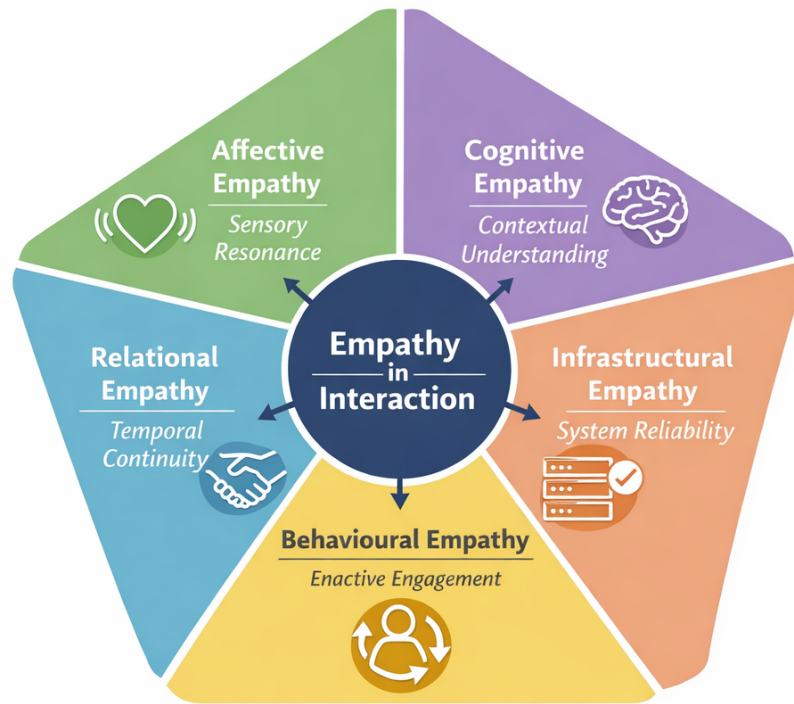 Affective
Empathy
Sensory
Resonance
Cognitive
Empathy
Contextual
Understanding
Relational
Empathy
Temporal
Continuity
Empathy
in
Interaction
Infrastructural
Empathy
System Reliability
Behavioural Empathy
Enactive Engagement